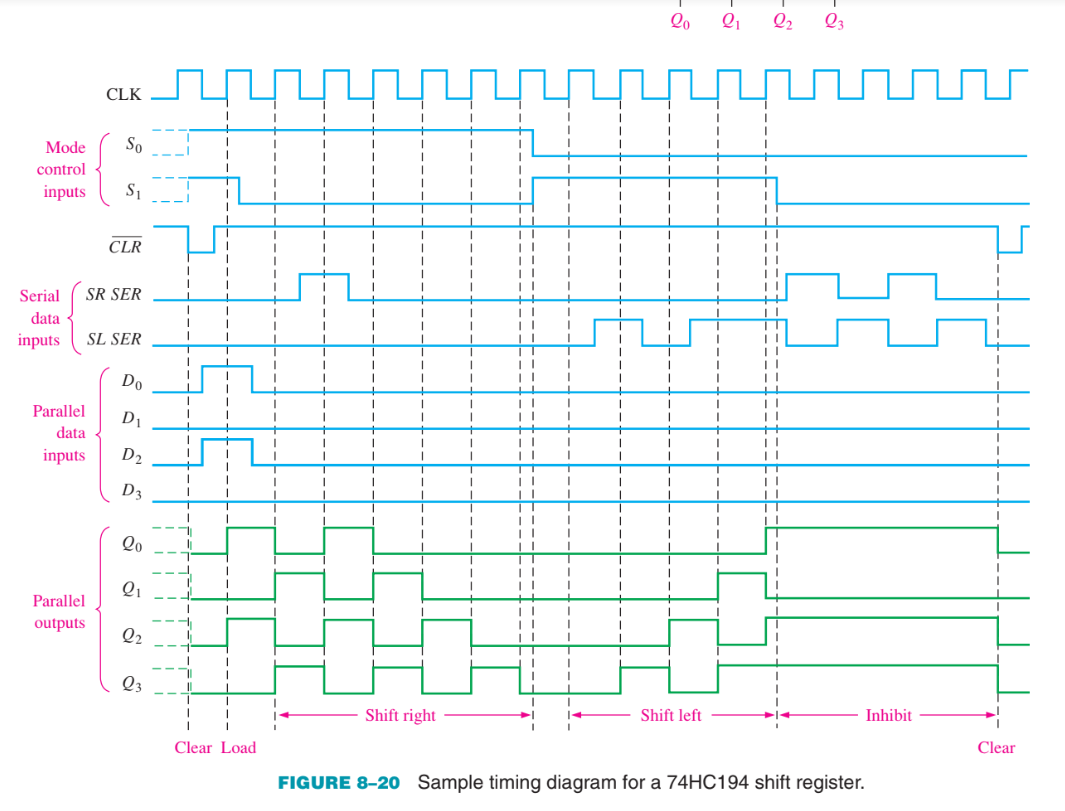 Q0 Q1 Q2 Q3
CLK
Mode control inputs
S0
S1
CLR
Serial data inputs
SR SER
SL SER
Parallel data inputs
D0
D1
D2
D3
Parallel outputs
Q0
Q1
Q2
Q3
Shift right Shift left Inhibit
Clear Load Clear
FIGURE 8–20 Sample timing diagram for a 74HC194 shift register.